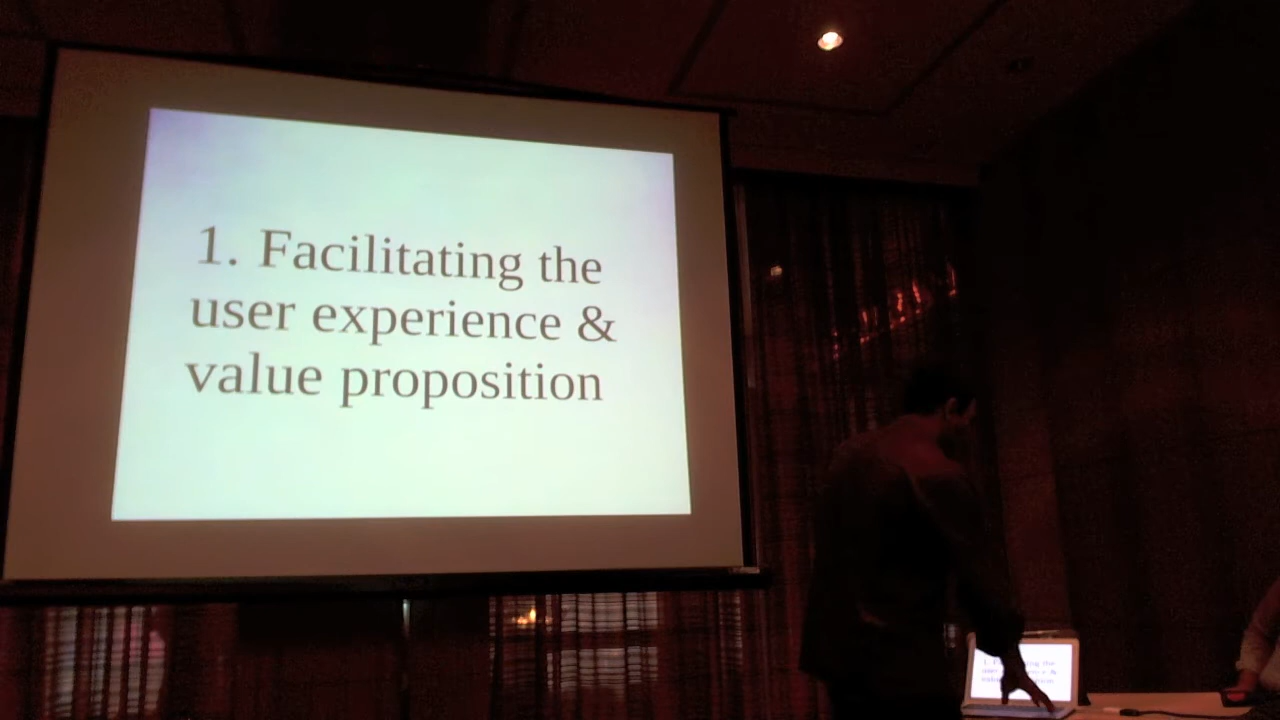 1. Facilitating the
user experience &
value proposition